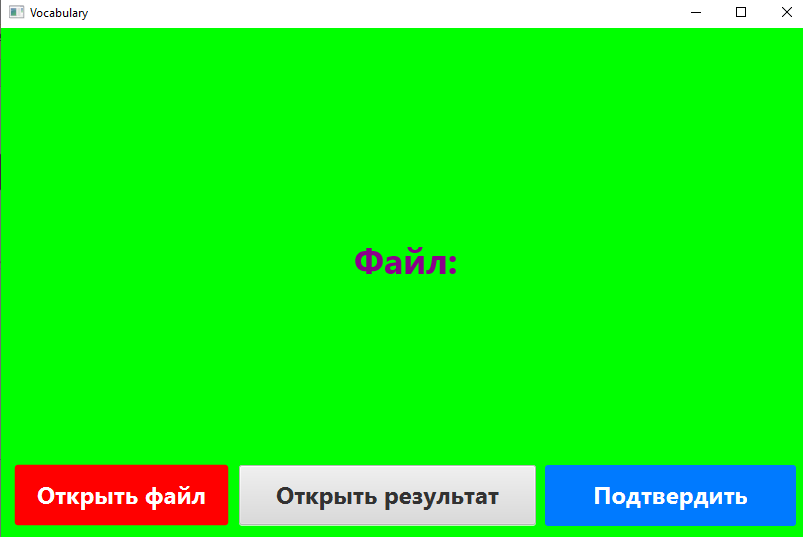 Vocabulary
Файл:
Открыть файл
Открыть результат
Подтвердить